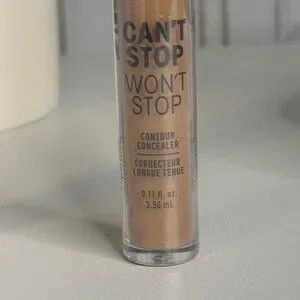 CAN'T
STOP
WON'T
STOP
CONTOUR
CONCEALER
CORRECTEUR
LONGUE TENUE
0.11 fl. oz.
3.50 mL